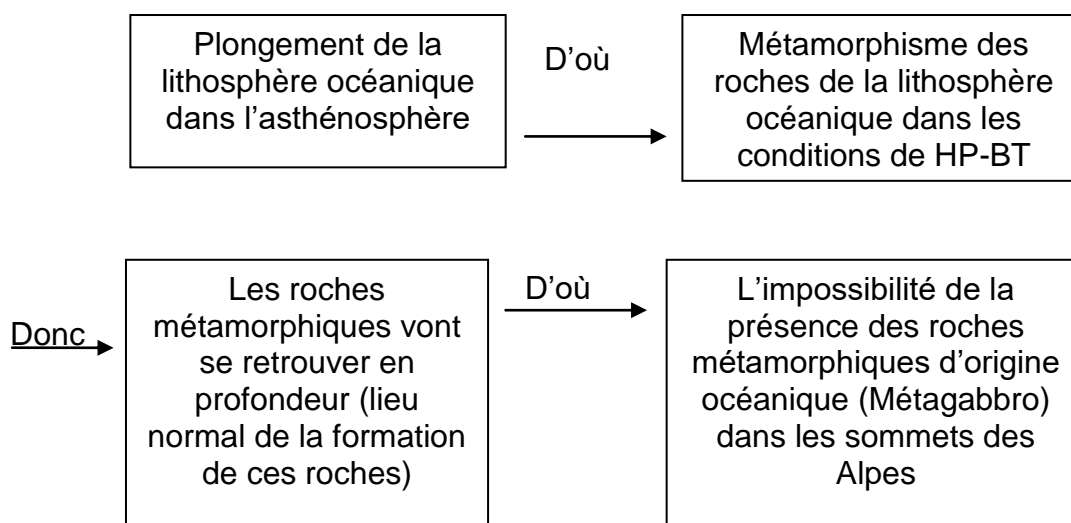 Plongement de la
lithosphère océanique
dans l’asthénosphère
D’où
Métamorphisme des
roches de la lithosphère
océanique dans les
conditions de HP-BT
Donc
Les roches
métamorphiques vont
se retrouver en
profondeur (lieu
normal de la formation
de ces roches)
D’où
L’impossibilité de la
présence des roches
métamorphiques d’origine
océanique (Métagabbro)
dans les sommets des
Alpes